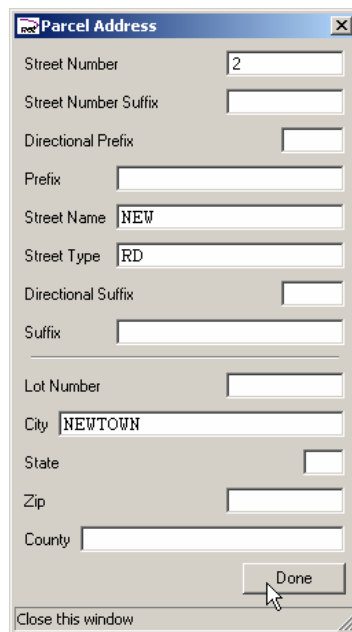 Parcel Address
Street Number 2
Street Number Suffix
Directional Prefix
Prefix
Street Name NEW
Street Type RD
Directional Suffix
Suffix
Lot Number
City NEWTOWN
State
Zip
County
Done
Close this window